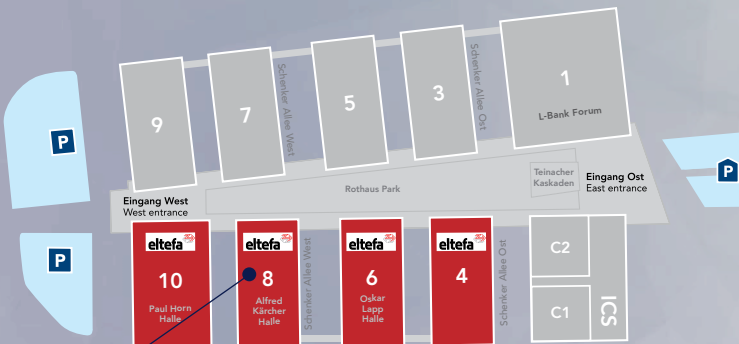 9
7
Schenker Allee West
5
3
Schenker Allee Ost
1
L-Bank Forum
P
P
Rothaus Park
Teinacher
Kaskaden
Eingang West
West entrance
Eingang Ost
East entrance
P
eltefa
10
Paul Horn
Halle
eltefa
8
Alfred
Kärcher
Halle
Schenker Allee West
eltefa
6
Oskar
Lapp
Halle
eltefa
4
Schenker Allee Ost
C2
C1
ICS